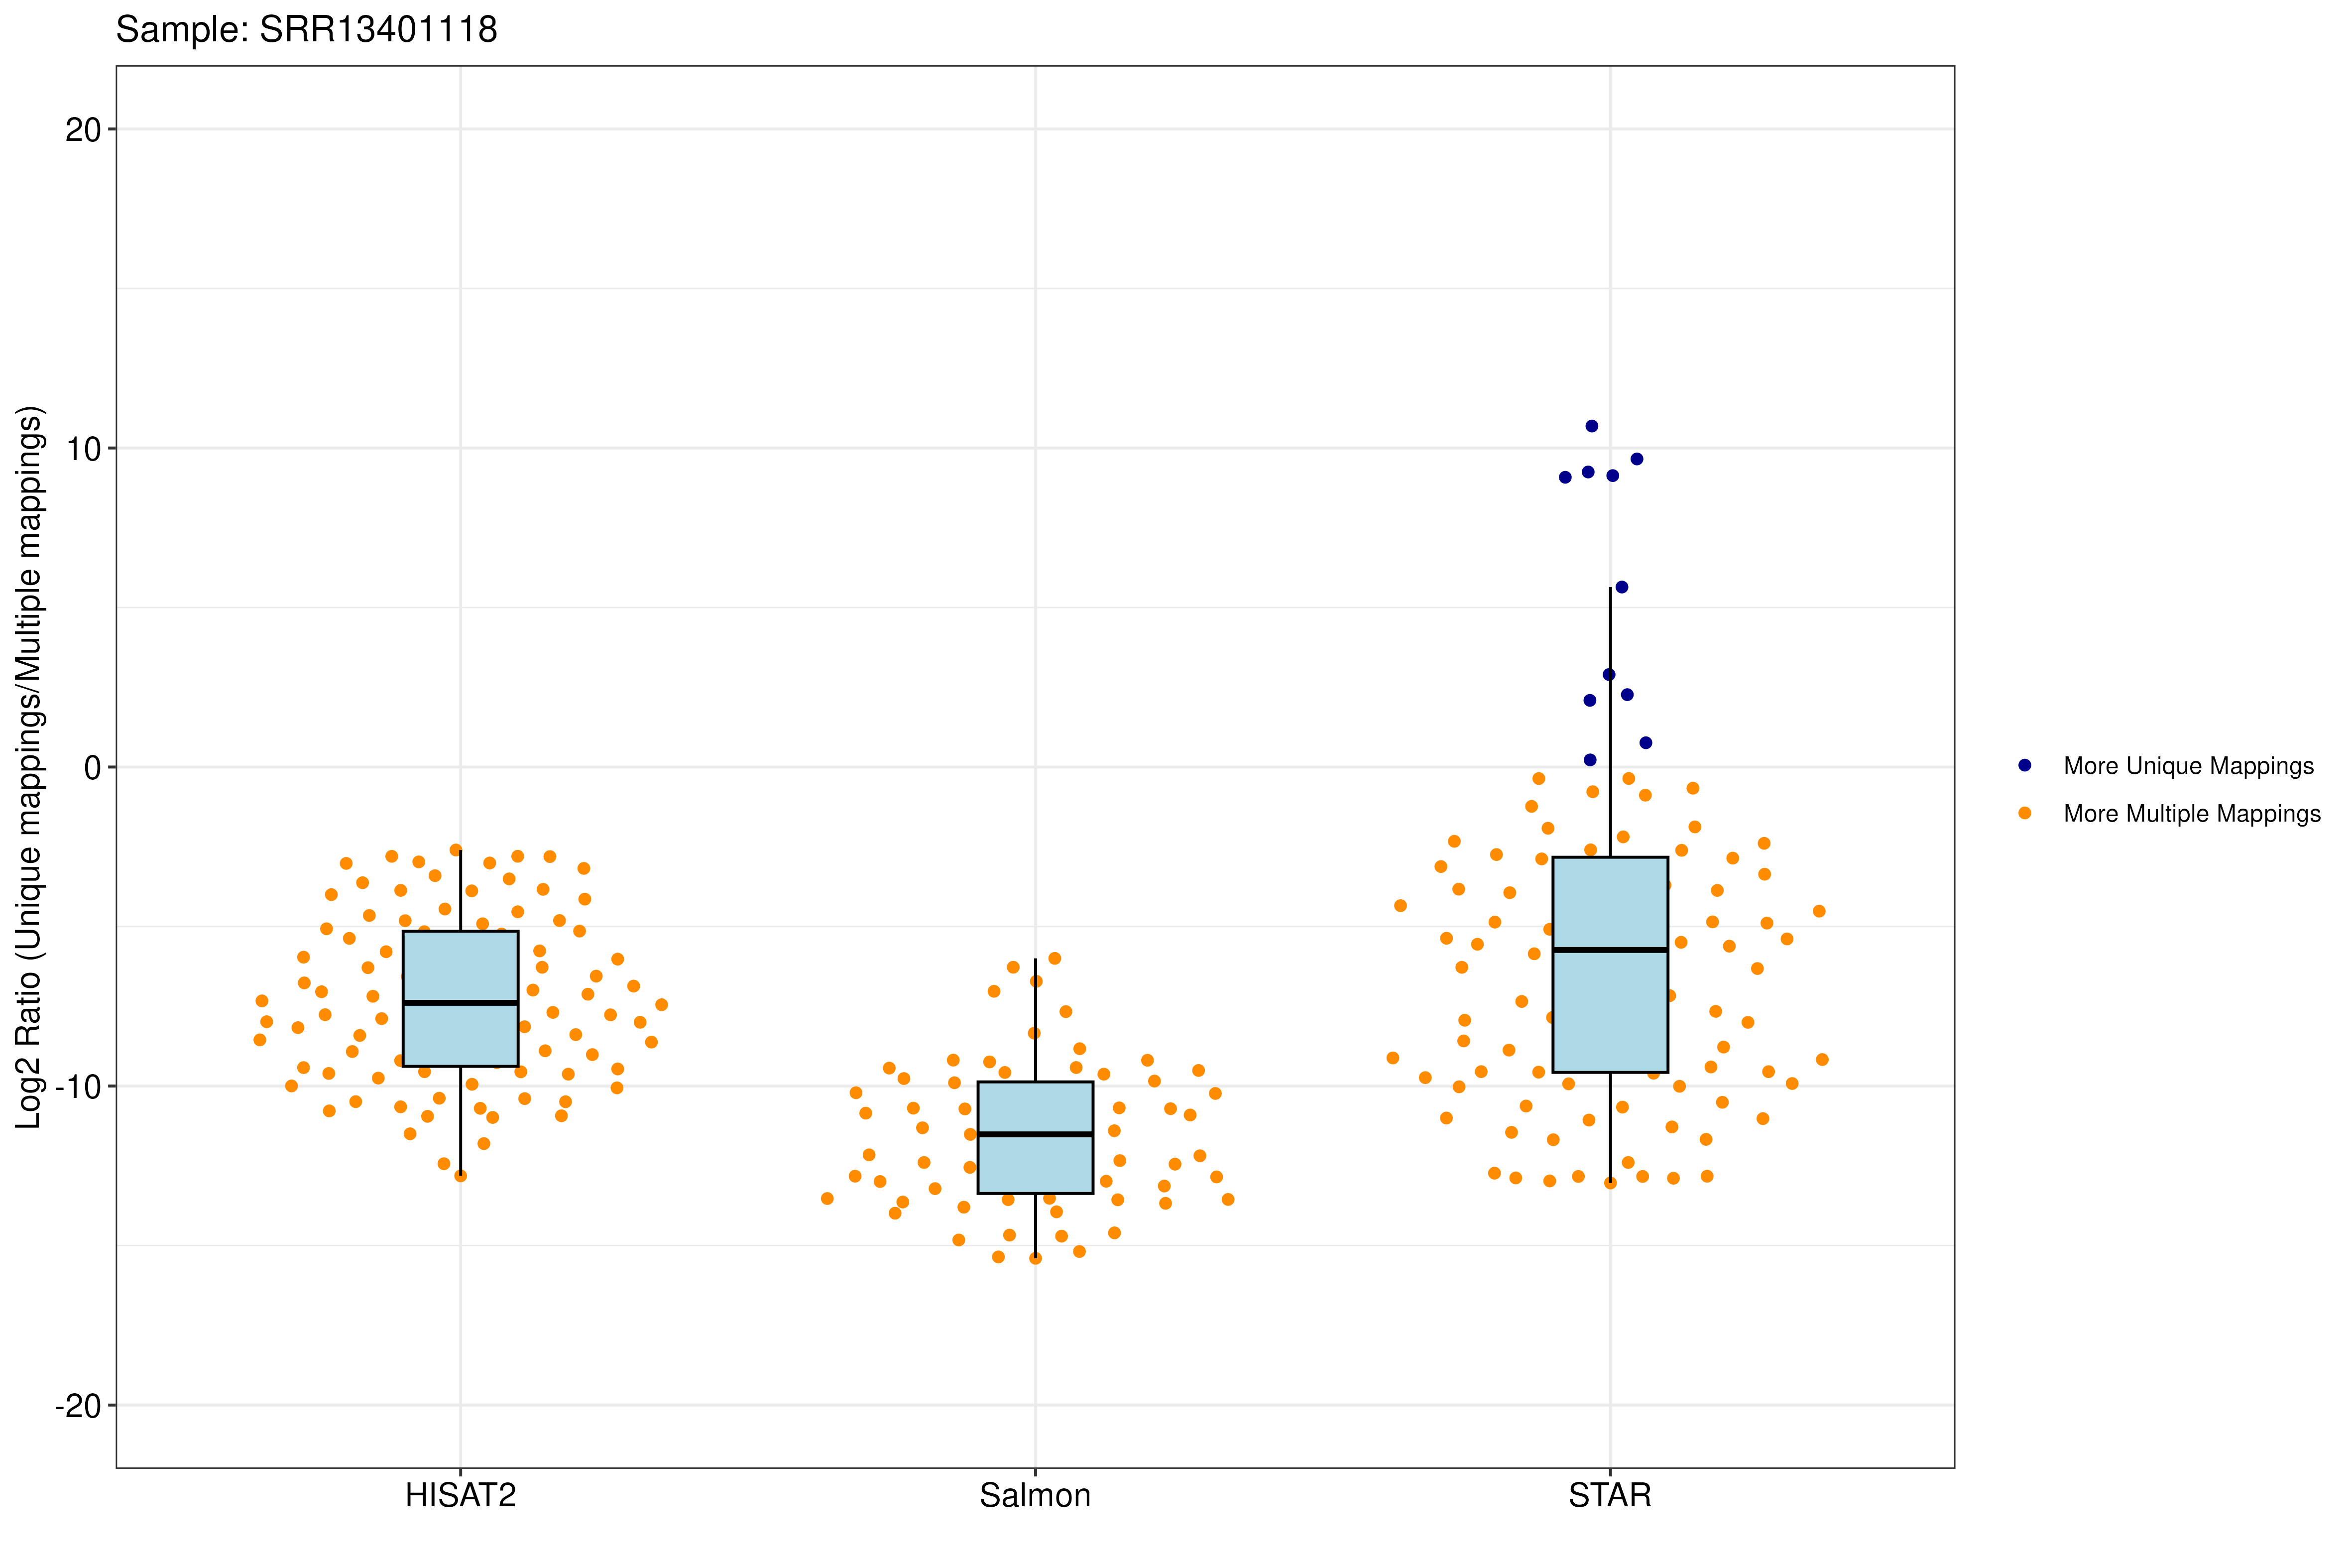 Sample: SRR13401118
Log2 Ratio (Unique mappings/Multiple mappings)
20
10
0
-10
-20
HISAT2
Salmon
STAR
More Unique Mappings
More Multiple Mappings